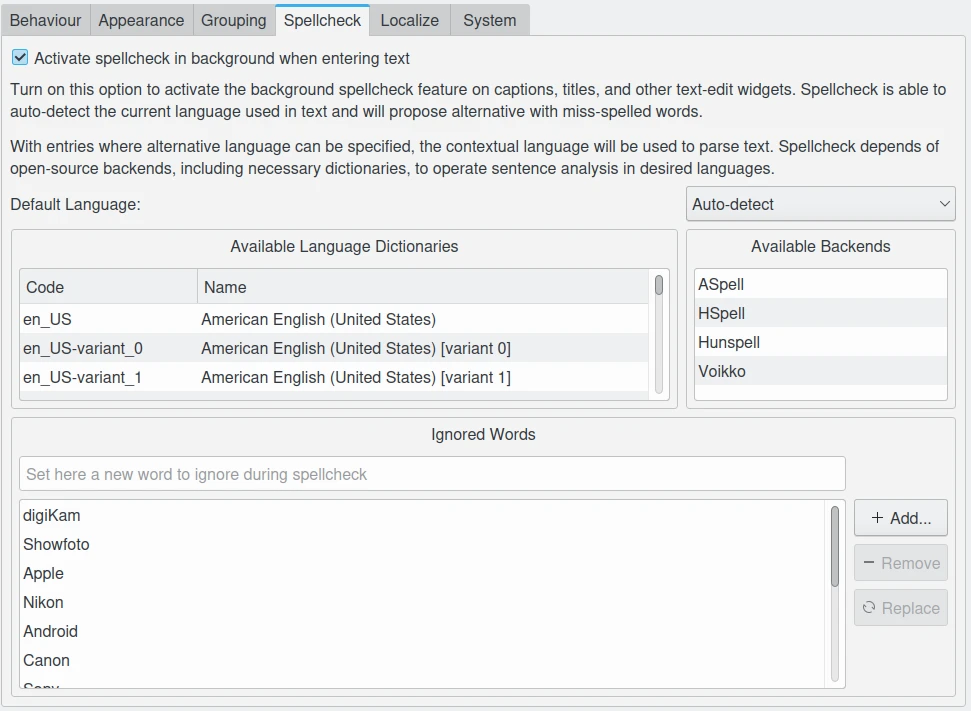 Behaviour Appearance Grouping Spellcheck Localize System
Activate spellcheck in background when entering text
Turn on this option to activate the background spellcheck feature on captions, titles, and other text-edit widgets. Spellcheck is able to
auto-detect the current language used in text and will propose alternative with miss-spelled words.
With entries where alternative language can be specified, the contextual language will be used to parse text. Spellcheck depends of
open-source backends, including necessary dictionaries, to operate sentence analysis in desired languages.
Default Language: Auto-detect
Available Language Dictionaries
Code Name
en_US American English (United States)
en_US-variant_0 American English (United States) [variant 0]
en_US-variant_1 American English (United States) [variant 1]
Available Backends
ASpell
HSpell
Hunspell
Voikko
Ignored Words
Set here a new word to ignore during spellcheck
digiKam
Showfoto
Apple
Nikon
Android
Canon
Sony
+ Add...
− Remove
Replace